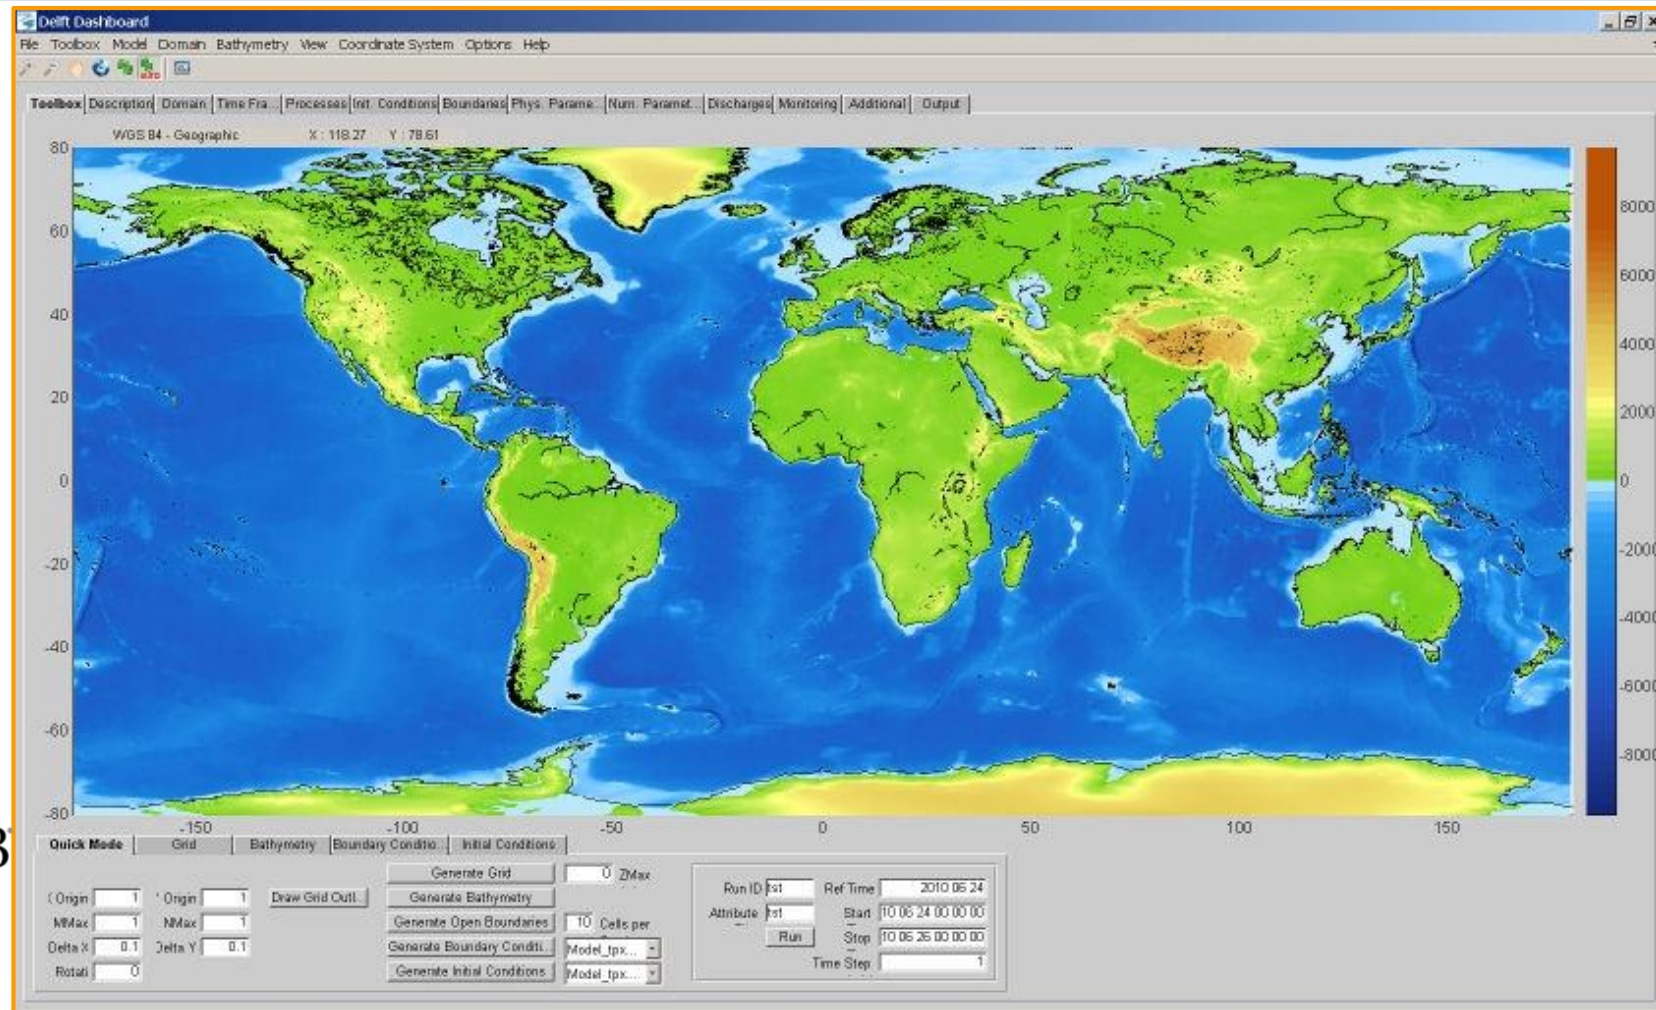 Delft Dashboard
File Toolbox Model Domain Bathymetry View Coordinate System Options Help
Toolbox Description Domain Time Fra... Processes Init. Conditions Boundaries Phys. Parame... Num. Paramet... Discharges Monitoring Additional Output
WGS 84 - Geographic X : 118.27 Y : 78.61
80
60
40
20
0
-20
-40
-60
-80
-150 -100 -50 0 50 100 150
8000
6000
4000
2000
0
-2000
-4000
-6000
-8000
Quick Mode Grid Bathymetry Boundary Conditio... Initial Conditions
Generate Grid 0 ZMax
Origin 1 Origin 1 Draw Grid Outl... Generate Bathymetry
MMax 1 NMax 1 Generate Open Boundaries 10 Cells per
Delta X 0.1 Delta Y 0.1 Generate Boundary Conditi... Model_tpx...
Rotati 0 Generate Initial Conditions Model_tpx...
Run ID tst Ref Time 2010 06 24
Attribute tst Start 10 06 24 00 00 00
Run Stop 10 06 26 00 00 00
Time Step 1